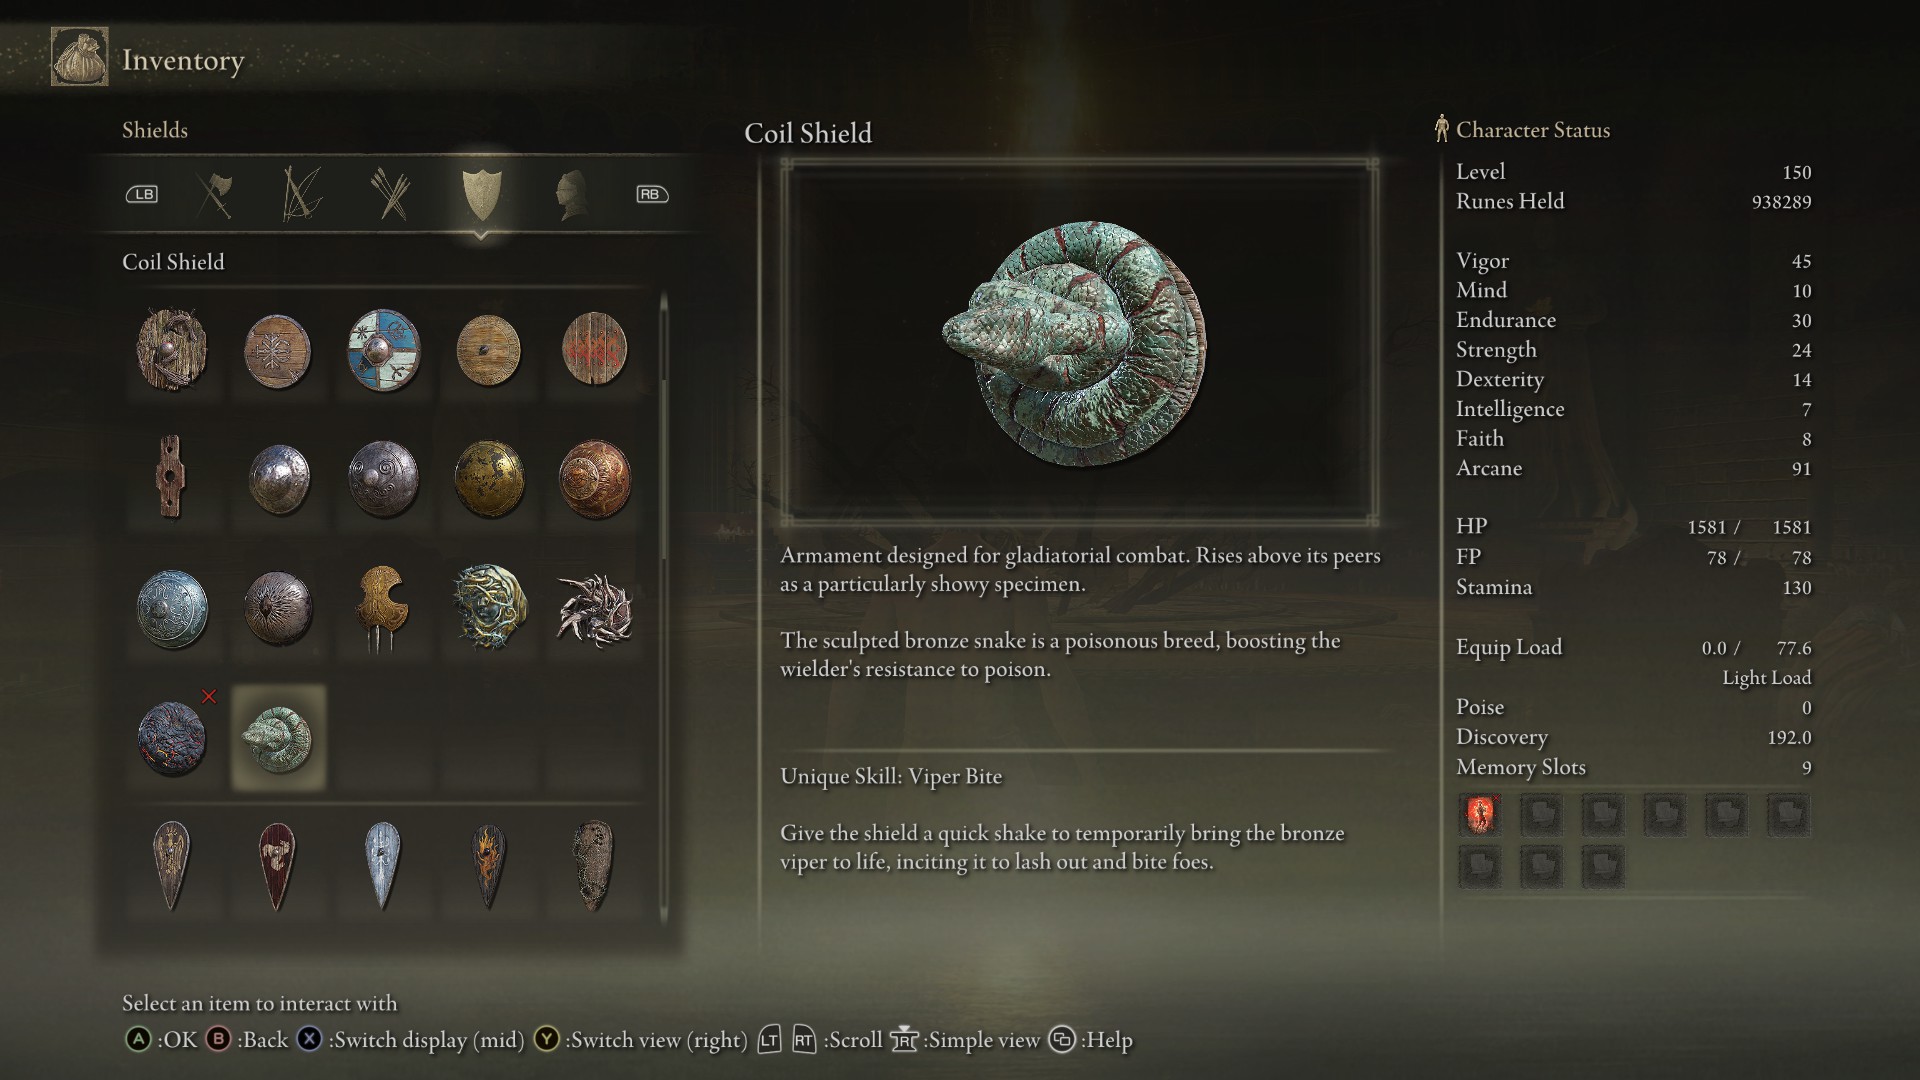 Inventory
Shields
LB
RB
Coil Shield
Coil Shield
Armament designed for gladiatorial combat. Rises above its peers
as a particularly showy specimen.
The sculpted bronze snake is a poisonous breed, boosting the
wielder's resistance to poison.
Unique Skill: Viper Bite
Give the shield a quick shake to temporarily bring the bronze
viper to life, inciting it to lash out and bite foes.
Character Status
Level 150
Runes Held 938289
Vigor 45
Mind 10
Endurance 30
Strength 24
Dexterity 14
Intelligence 7
Faith 8
Arcane 91
HP 1581 / 1581
FP 78 / 78
Stamina 130
Equip Load 0.0 / 77.6
Light Load
Poise 0
Discovery 192.0
Memory Slots 9
Select an item to interact with
A :OK B :Back X :Switch display (mid) Y :Switch view (right) LT RT :Scroll R :Simple view :Help